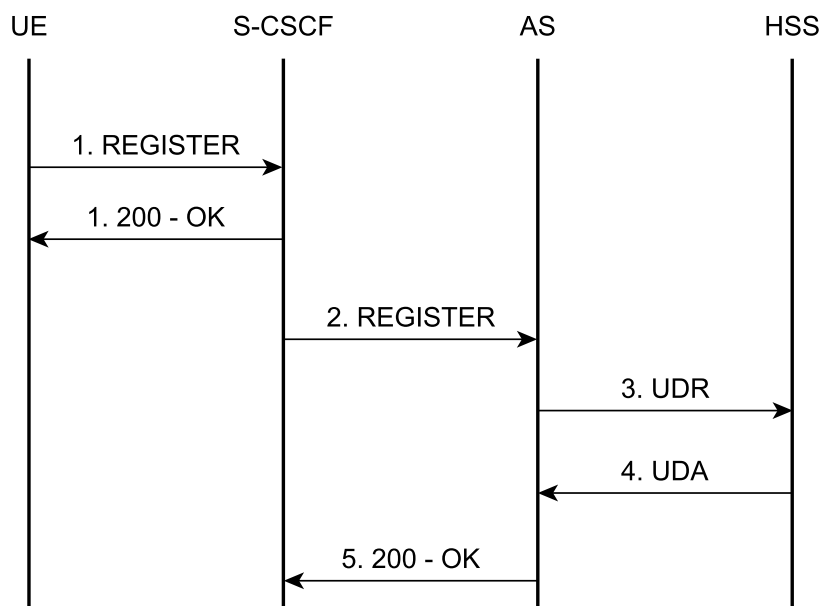 UE S-CSCF AS HSS
1. REGISTER
1. 200 - OK
2. REGISTER
3. UDR
4. UDA
5. 200 - OK